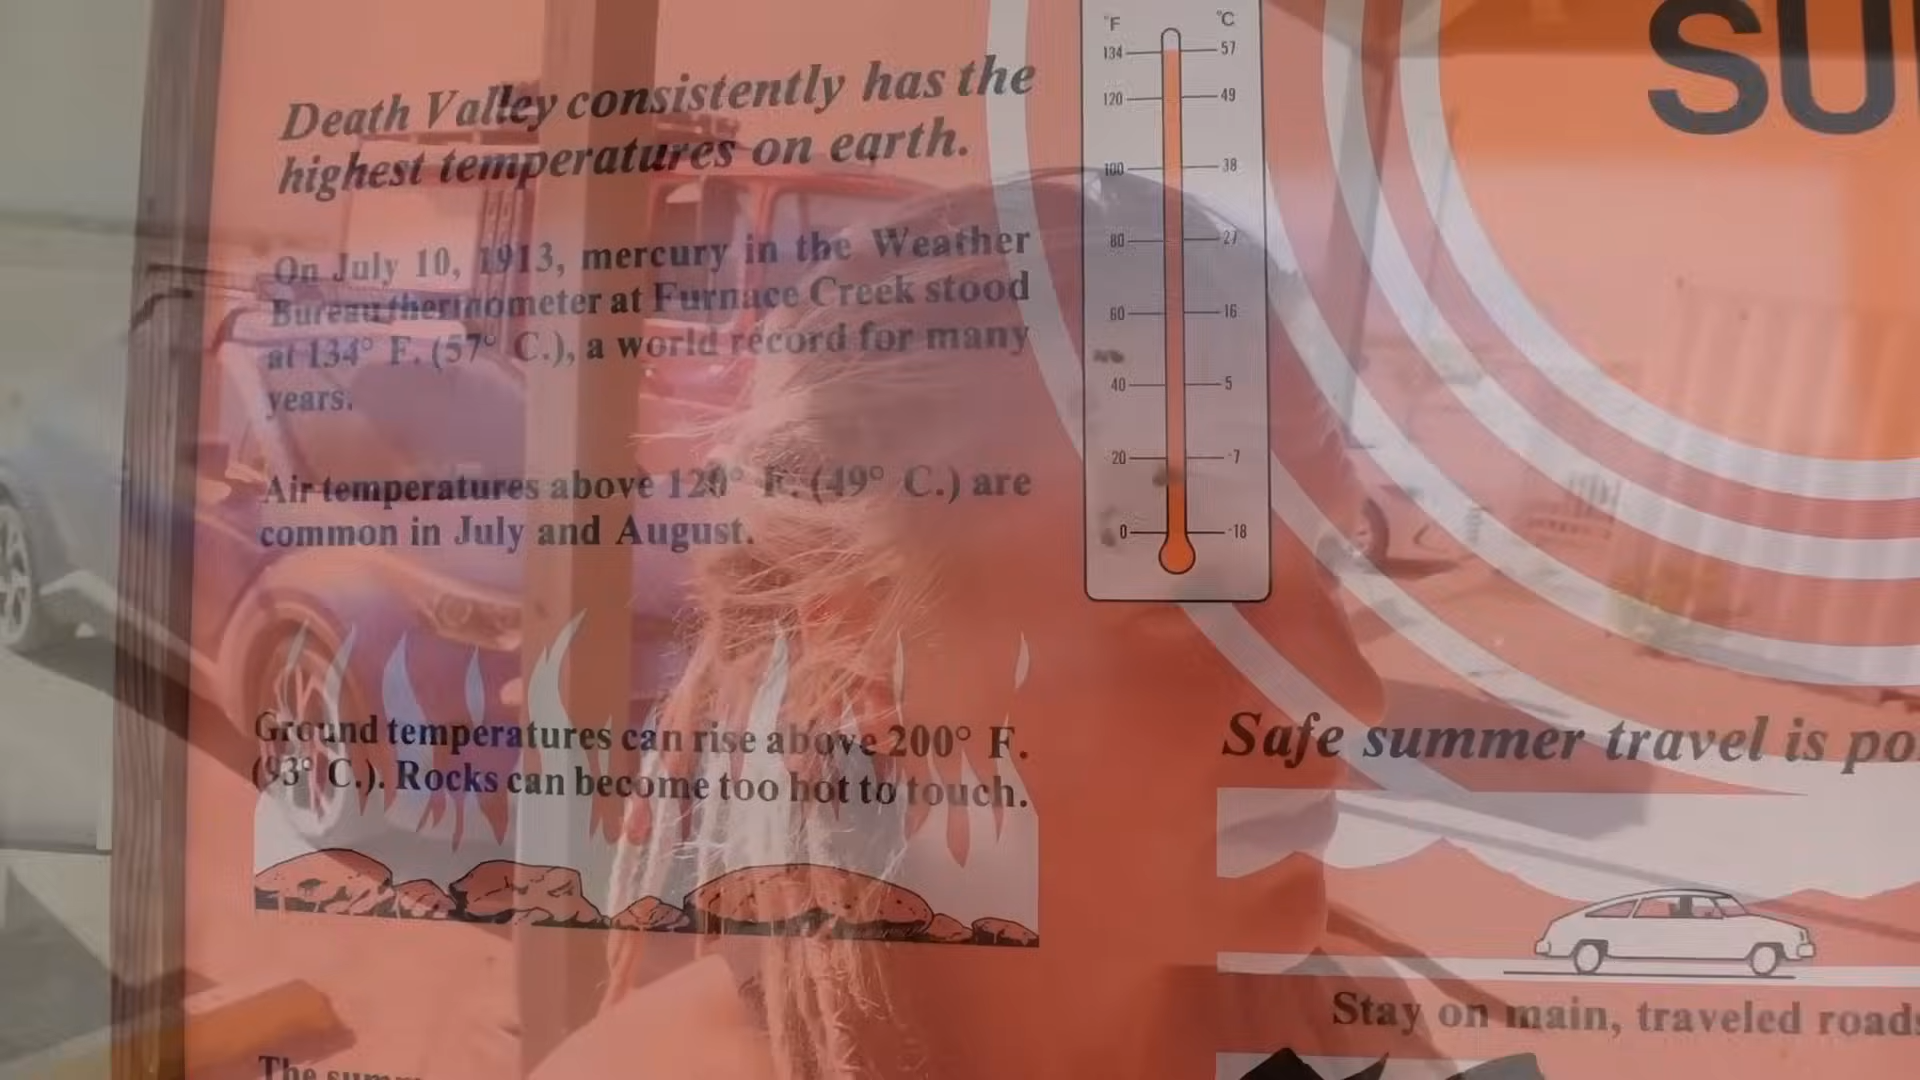 Death Valley consistently has the
highest temperatures on earth.
On July 10, 1913, mercury in the Weather
Bureau thermometer at Furnace Creek stood
at 134° F. (57° C.), a world record for many
years.
Air temperatures above 120° F. (49° C.) are
common in July and August.
Ground temperatures can rise above 200° F.
(93° C.). Rocks can become too hot to touch.
The
°F °C
134 57
120 49
100 38
80 27
60 16
40 5
20 -7
0 -18
SU
Safe summer travel is po
Stay on main, traveled roads